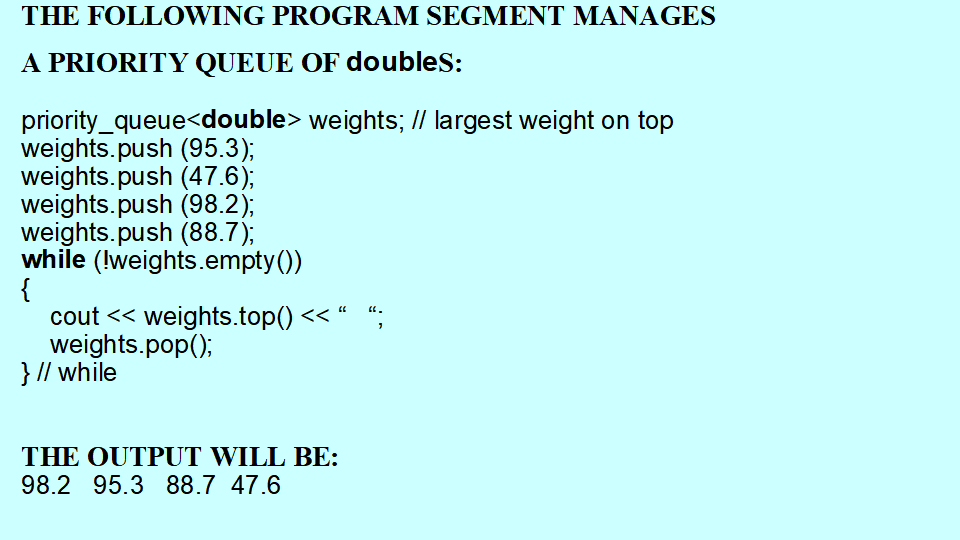 THE FOLLOWING PROGRAM SEGMENT MANAGES
A PRIORITY QUEUE OF doubleS:
priority_queue<double> weights; // largest weight on top
weights.push (95.3);
weights.push (47.6);
weights.push (98.2);
weights.push (88.7);
while (!weights.empty())
{
cout << weights.top() << “   “;
weights.pop();
} // while
THE OUTPUT WILL BE:
98.2   95.3   88.7  47.6